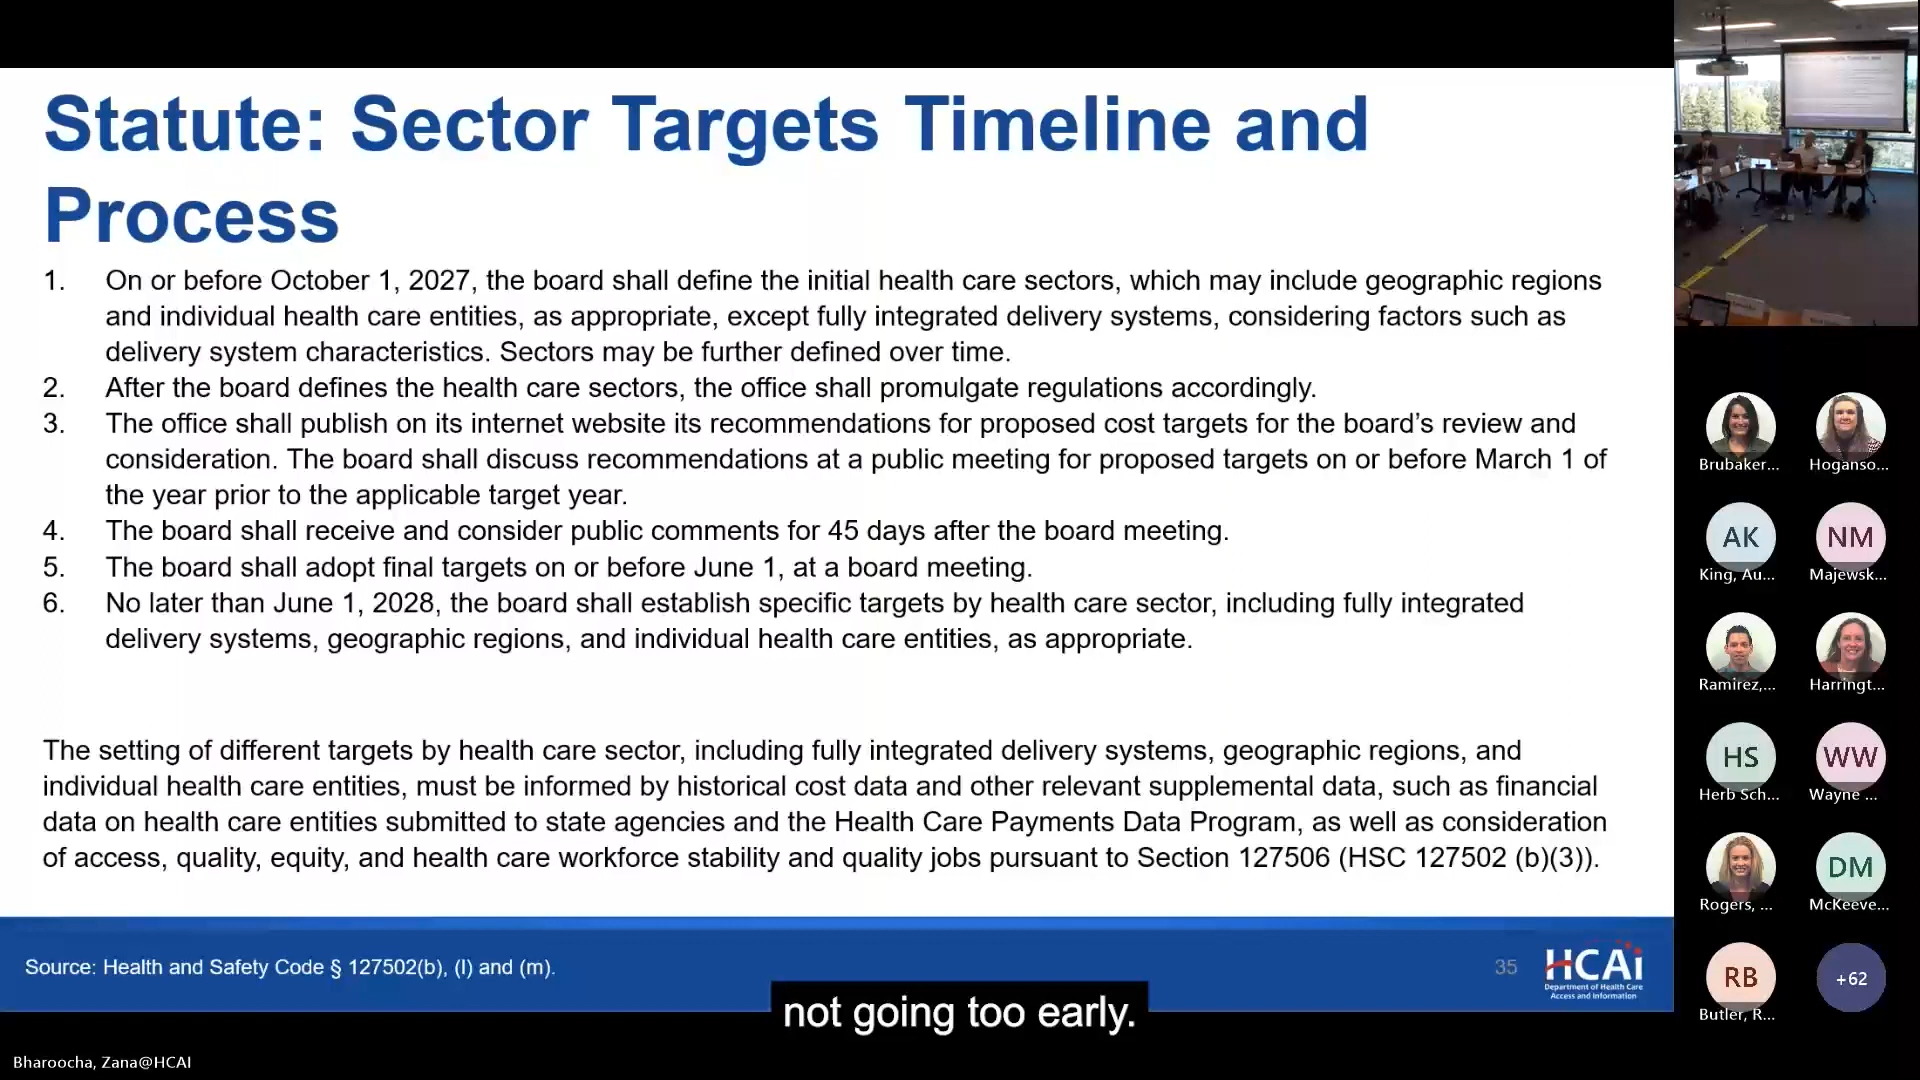 Statute: Sector Targets Timeline and
Process
1. On or before October 1, 2027, the board shall define the initial health care sectors, which may include geographic regions
and individual health care entities, as appropriate, except fully integrated delivery systems, considering factors such as
delivery system characteristics. Sectors may be further defined over time.
2. After the board defines the health care sectors, the office shall promulgate regulations accordingly.
3. The office shall publish on its internet website its recommendations for proposed cost targets for the board’s review and
consideration. The board shall discuss recommendations at a public meeting for proposed targets on or before March 1 of
the year prior to the applicable target year.
4. The board shall receive and consider public comments for 45 days after the board meeting.
5. The board shall adopt final targets on or before June 1, at a board meeting.
6. No later than June 1, 2028, the board shall establish specific targets by health care sector, including fully integrated
delivery systems, geographic regions, and individual health care entities, as appropriate.
The setting of different targets by health care sector, including fully integrated delivery systems, geographic regions, and
individual health care entities, must be informed by historical cost data and other relevant supplemental data, such as financial
data on health care entities submitted to state agencies and the Health Care Payments Data Program, as well as consideration
of access, quality, equity, and health care workforce stability and quality jobs pursuant to Section 127506 (HSC 127502 (b)(3)).
Source: Health and Safety Code § 127502(b), (l) and (m).
35
HCAi
Department of Health Care
Access and Information
not going too early.
Bharoocha, Zana@HCAI
Brubaker... Hoganso...
AK NM
King, Au... Majewsk...
Ramirez,... Harringt...
HS WW
Herb Sch... Wayne ...
DM
Rogers, ... McKeeve...
RB +62
Butler, R...